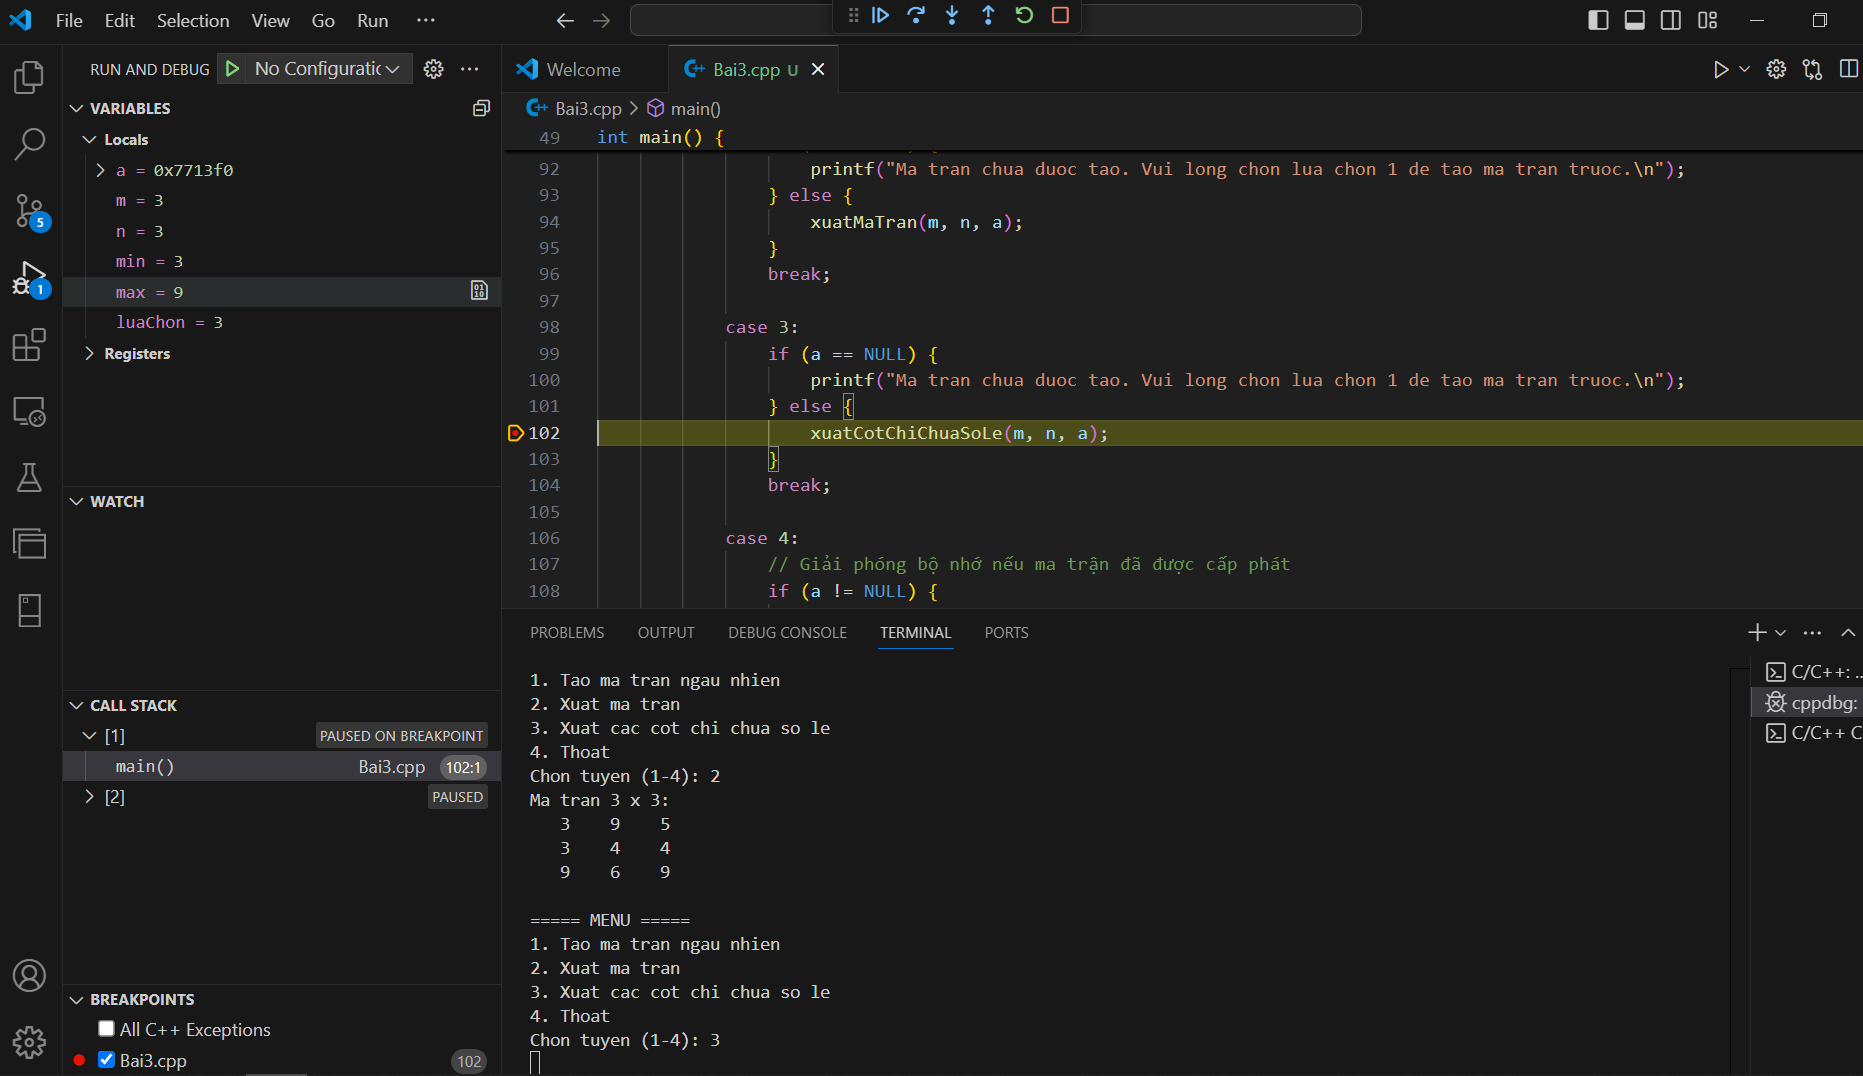 File Edit Selection View Go Run ···
RUN AND DEBUG No Configuratic ···
VARIABLES
Locals
a = 0x7713f0
m = 3
n = 3
min = 3
max = 9
luaChon = 3
Registers
WATCH
CALL STACK
[1] PAUSED ON BREAKPOINT
main() Bai3.cpp 102:1
[2] PAUSED
BREAKPOINTS
All C++ Exceptions
Bai3.cpp 102
5
1
Welcome Bai3.cpp U
Bai3.cpp > main()
49 int main() {
92 printf("Ma tran chua duoc tao. Vui long chon lua chon 1 de tao ma tran truoc.\n");
93 } else {
94 xuatMaTran(m, n, a);
95 }
96 break;
97
98 case 3:
99 if (a == NULL) {
100 printf("Ma tran chua duoc tao. Vui long chon lua chon 1 de tao ma tran truoc.\n");
101 } else {
102 xuatCotChiChuaSoLe(m, n, a);
103 }
104 break;
105
106 case 4:
107 // Giải phóng bộ nhớ nếu ma trận đã được cấp phát
108 if (a != NULL) {
PROBLEMS OUTPUT DEBUG CONSOLE TERMINAL PORTS
1. Tao ma tran ngau nhien
2. Xuat ma tran
3. Xuat cac cot chi chua so le
4. Thoat
Chon tuyen (1-4): 2
Ma tran 3 x 3:
3 9 5
3 4 4
9 6 9
===== MENU =====
1. Tao ma tran ngau nhien
2. Xuat ma tran
3. Xuat cac cot chi chua so le
4. Thoat
Chon tuyen (1-4): 3
C/C++: ...
cppdbg:
C/C++ C